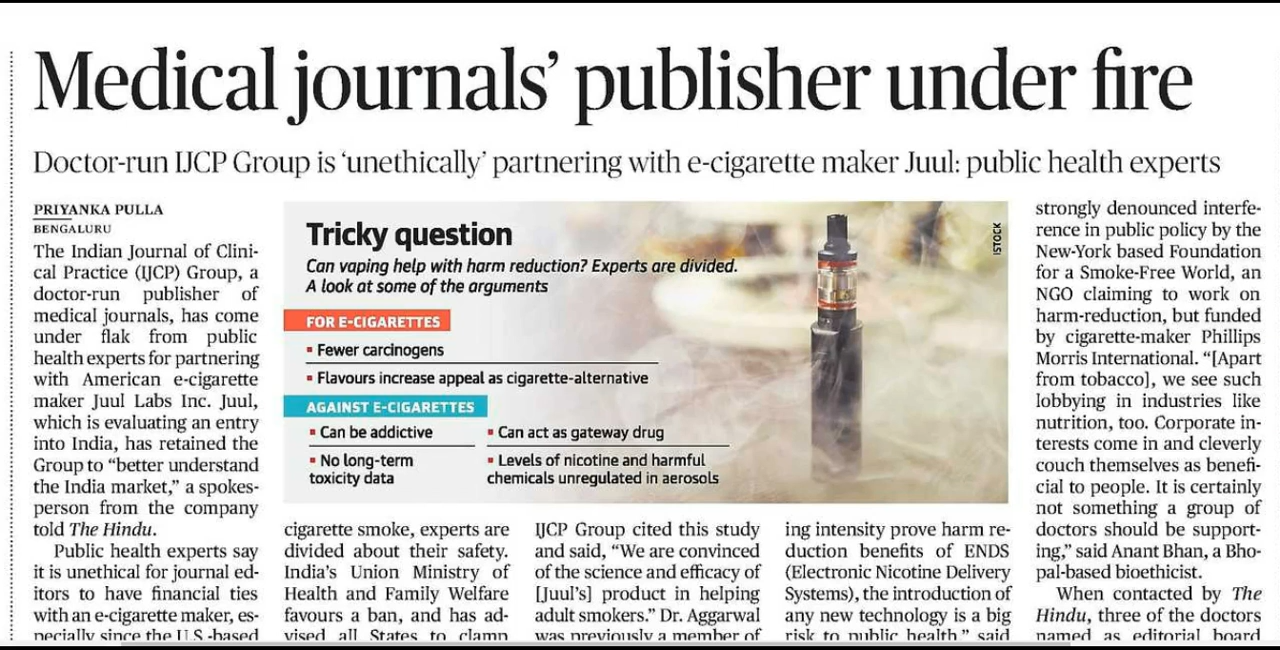 Medical journals’ publisher under fire
Doctor-run IJCP Group is ‘unethically’ partnering with e-cigarette maker Juul: public health experts
PRIYANKA PULLA
BENGALURU
The Indian Journal of Clini-
cal Practice (IJCP) Group, a
doctor-run publisher of
medical journals, has come
under flak from public
health experts for partnering
with American e-cigarette
maker Juul Labs Inc. Juul,
which is evaluating an entry
into India, has retained the
Group to “better understand
the India market,” a spokes-
person from the company
told The Hindu.
Public health experts say
it is unethical for journal ed-
itors to have financial ties
with an e-cigarette maker, es-
pecially since the U.S.-based
Tricky question
Can vaping help with harm reduction? Experts are divided.
A look at some of the arguments
FOR E-CIGARETTES
Fewer carcinogens
Flavours increase appeal as cigarette-alternative
AGAINST E-CIGARETTES
Can be addictive
No long-term
toxicity data
Can act as gateway drug
Levels of nicotine and harmful
chemicals unregulated in aerosols
ISTOCK
cigarette smoke, experts are
divided about their safety.
India’s Union Ministry of
Health and Family Welfare
favours a ban, and has ad-
vised all States to clamp
IJCP Group cited this study
and said, “We are convinced
of the science and efficacy of
[Juul’s] product in helping
adult smokers.” Dr. Aggarwal
was previously a member of
ing intensity prove harm re-
duction benefits of ENDS
(Electronic Nicotine Delivery
Systems), the introduction of
any new technology is a big
risk to public health,” said
strongly denounced interfe-
rence in public policy by the
New-York based Foundation
for a Smoke-Free World, an
NGO claiming to work on
harm-reduction, but funded
by cigarette-maker Phillips
Morris International. “[Apart
from tobacco], we see such
lobbying in industries like
nutrition, too. Corporate in-
terests come in and cleverly
couch themselves as benefi-
cial to people. It is certainly
not something a group of
doctors should be support-
ing,” said Anant Bhan, a Bho-
pal-based bioethicist.
When contacted by The
Hindu, three of the doctors
named as editorial board